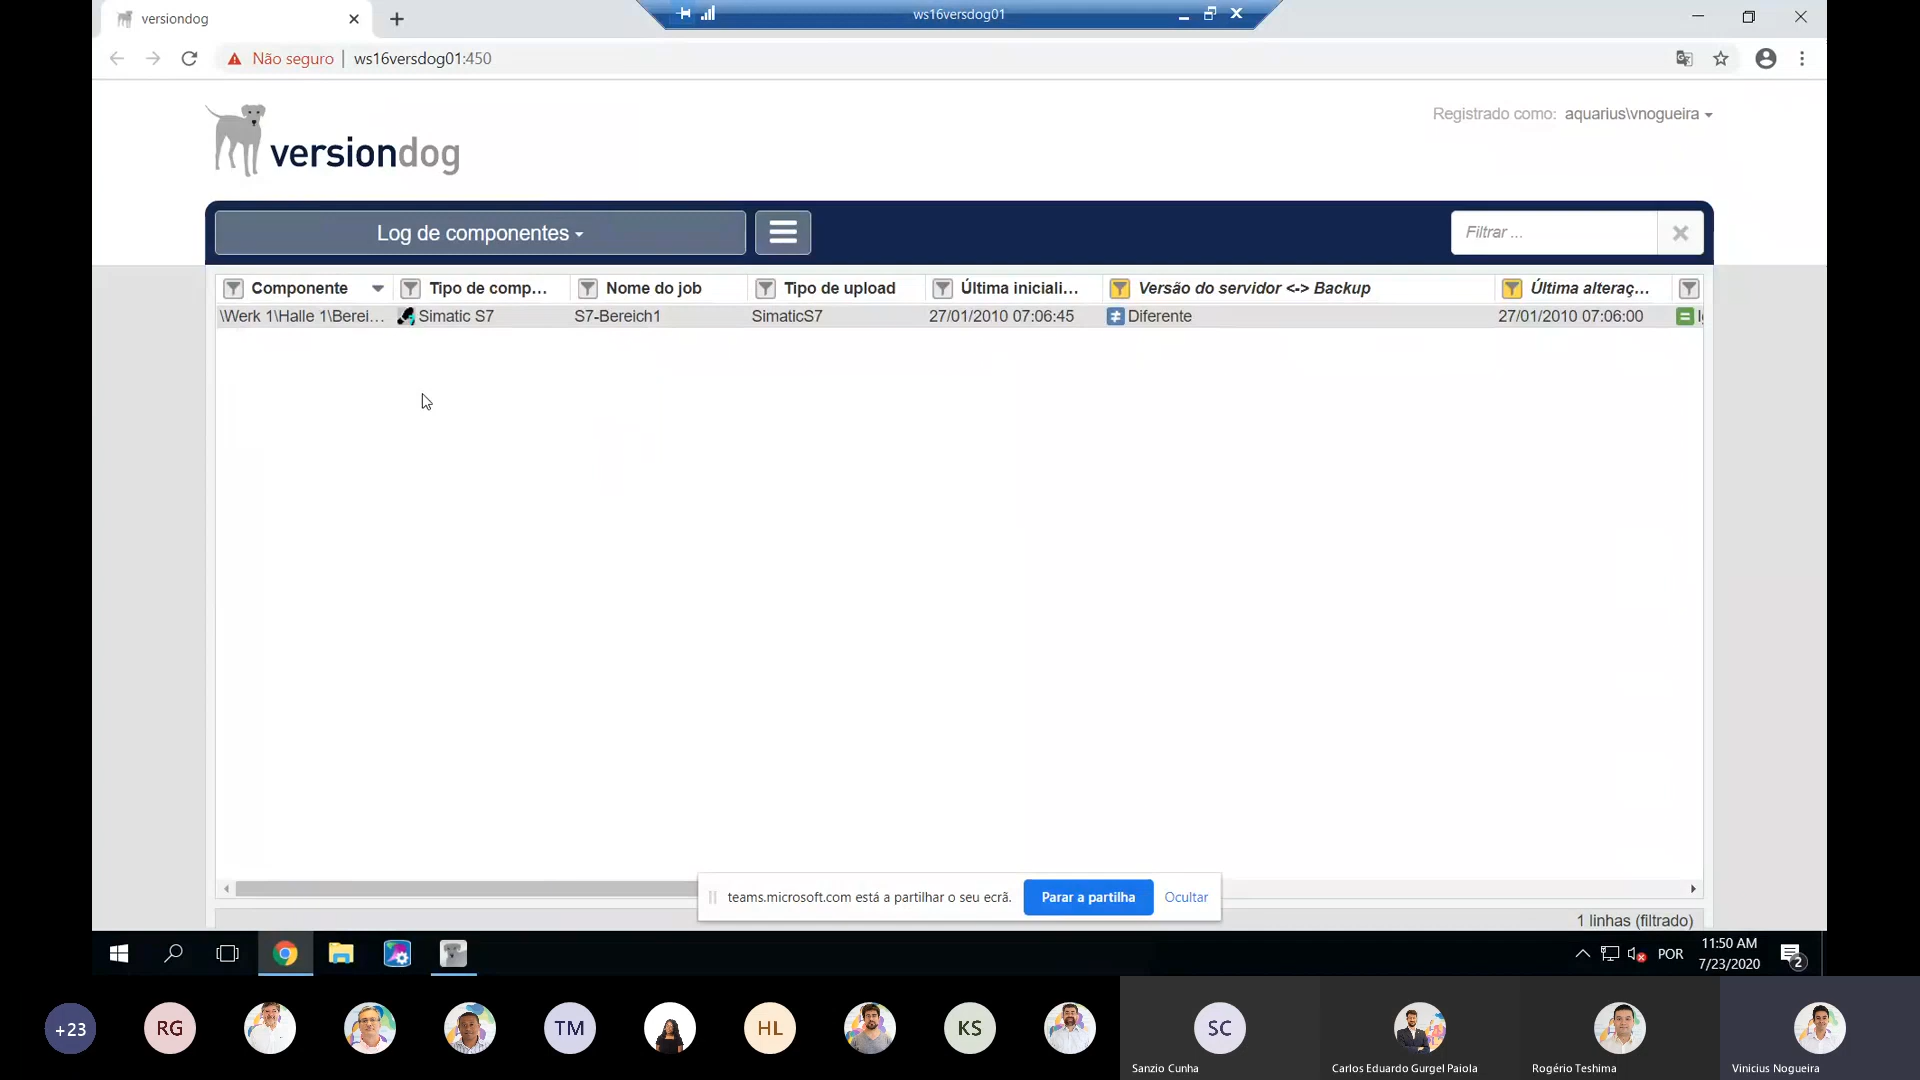 versiondog
ws16versdog01
Não seguro | ws16versdog01:450
versiondog
Registrado como: aquarius\vnogueira
Log de componentes
Filtrar ...
Componente Tipo de comp... Nome do job Tipo de upload Última iniciali... Versão do servidor <-> Backup Última alteraç...
\Werk 1\Halle 1\Berei... Simatic S7 S7-Bereich1 SimaticS7 27/01/2010 07:06:45 Diferente 27/01/2010 07:06:00
teams.microsoft.com está a partilhar o seu ecrã. Parar a partilha Ocultar
1 linhas (filtrado)
POR
11:50 AM
7/23/2020
2
+23 RG TM HL KS SC
Sanzio Cunha Carlos Eduardo Gurgel Paiola Rogério Teshima Vinicius Nogueira